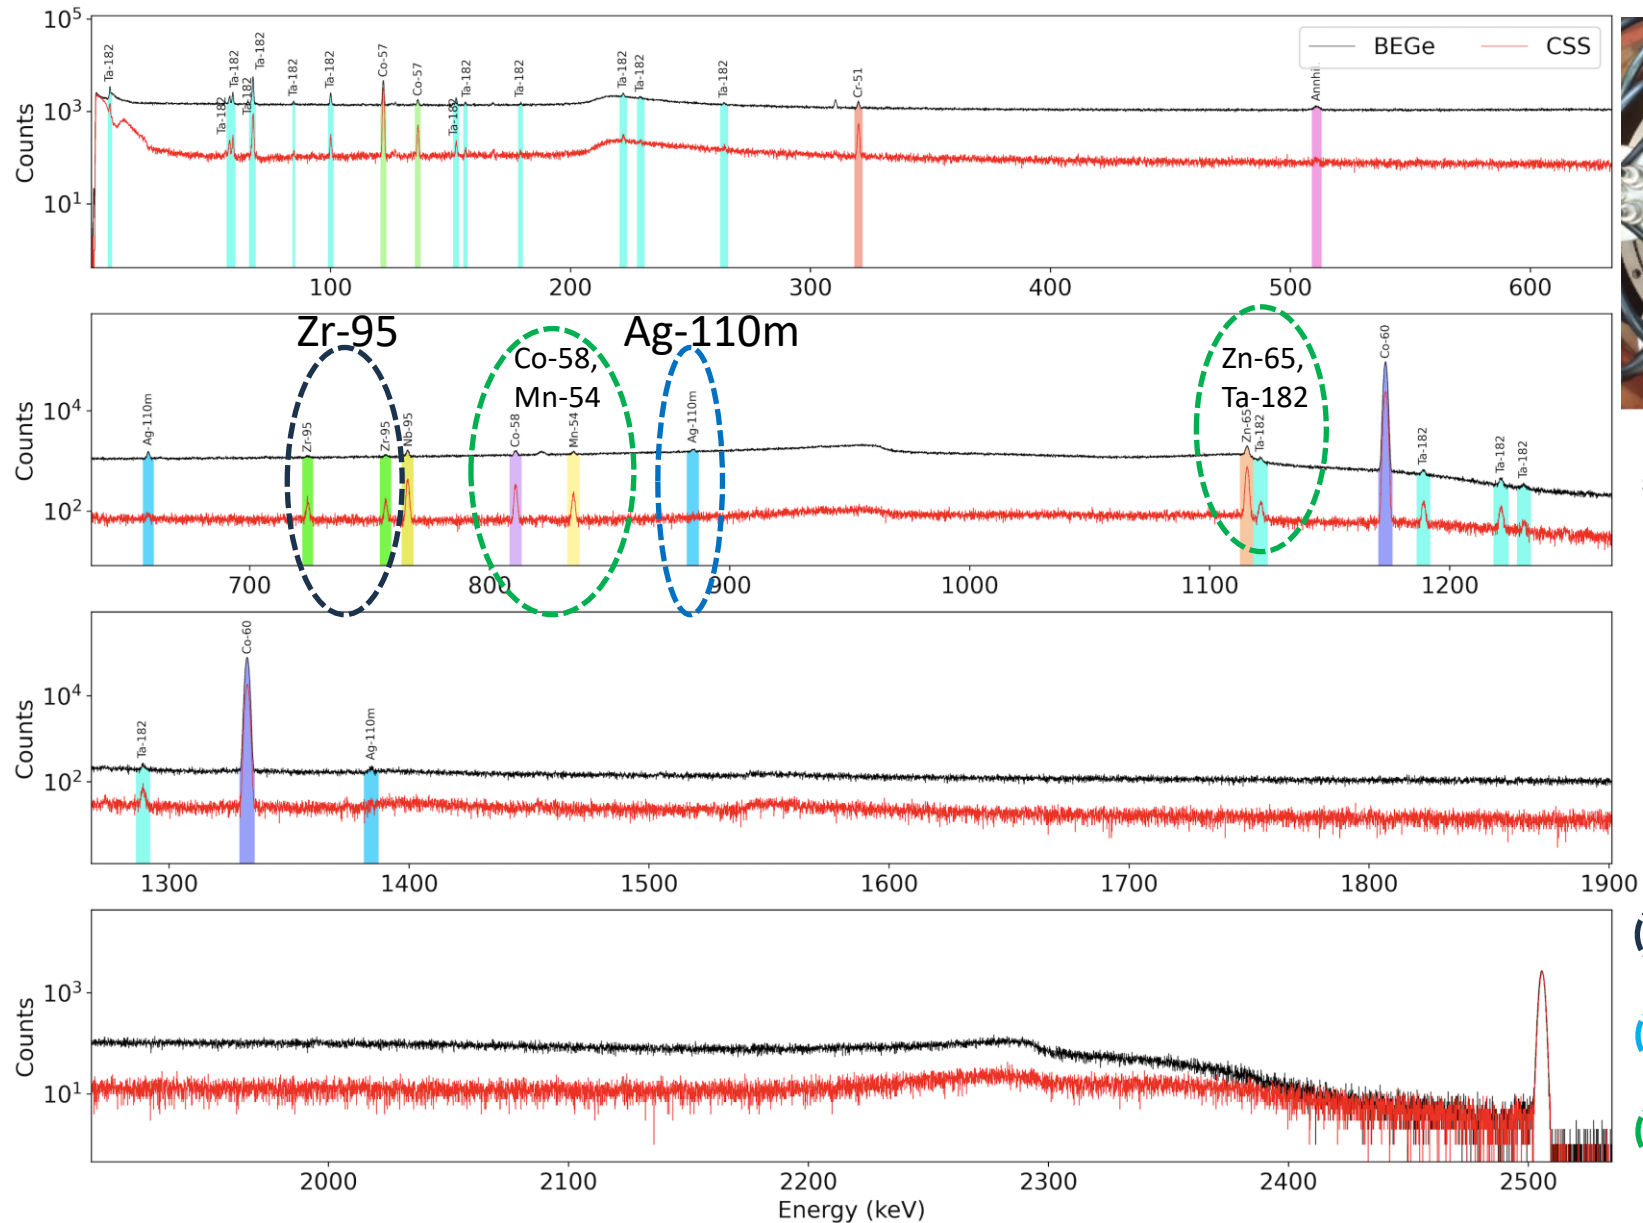 10⁵
10³
10¹
Counts
Ta-182
Ta-182
Ta-182
Ta-182
Ta-182
Ta-182
Ta-182
Co-57
Co-57
Ta-182
Ta-182
Ta-182
Ta-182
Ta-182
Ta-182
Cr-51
Annhi.
BEGe
CSS
100
200
300
400
500
600
Zr-95
Ag-110m
Co-58,
Mn-54
Zn-65,
Ta-182
10⁴
10²
Counts
Ag-110m
Zr-95
Zr-95
Nb-95
Co-58
Mn-54
Ag-110m
Zn-65
Ta-182
Co-60
Ta-182
Ta-182
Ta-182
700
800
900
1000
1100
1200
10⁴
10²
Counts
Ta-182
Co-60
Ag-110m
1300
1400
1500
1600
1700
1800
1900
10³
10¹
Counts
2000
2100
2200
2300
2400
2500
Energy (keV)